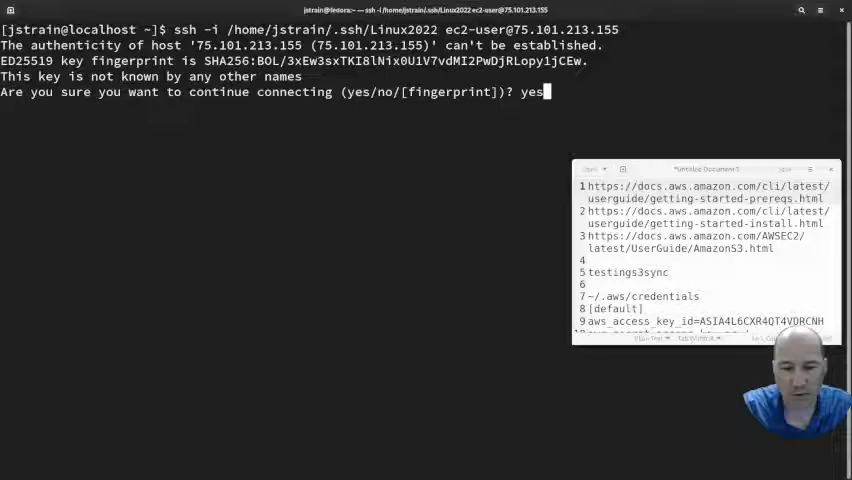 jstrain@fedora:~ — ssh -i /home/jstrain/.ssh/Linux2022 ec2-user@75.101.213.155
[jstrain@localhost ~]$ ssh -i /home/jstrain/.ssh/Linux2022 ec2-user@75.101.213.155
The authenticity of host '75.101.213.155 (75.101.213.155)' can't be established.
ED25519 key fingerprint is SHA256:BOL/3xEw3sxTKI8lNix0U1V7vdMI2PwDjRLopy1jCEw.
This key is not known by any other names
Are you sure you want to continue connecting (yes/no/[fingerprint])? yes
Open
*Untitled Document 1
1 https://docs.aws.amazon.com/cli/latest/
userguide/getting-started-prereqs.html
2 https://docs.aws.amazon.com/cli/latest/
userguide/getting-started-install.html
3 https://docs.aws.amazon.com/AWSEC2/
latest/UserGuide/AmazonS3.html
4
5 testings3sync
6
7 ~/.aws/credentials
8 [default]
9 aws_access_key_id=ASIA4L6CXR4QT4VDRCNH
Plain Text